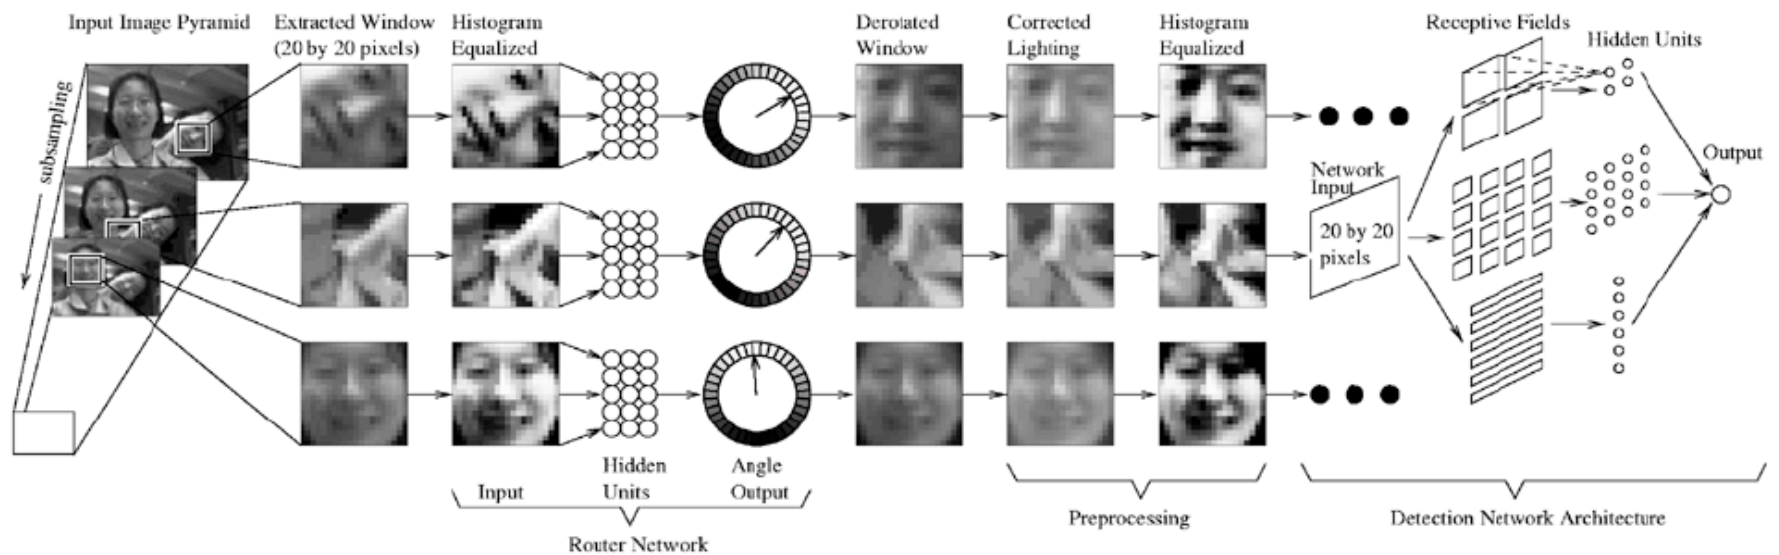 Input Image Pyramid
Extracted Window
(20 by 20 pixels)
Histogram
Equalized
Derotated
Window
Corrected
Lighting
Histogram
Equalized
Receptive Fields
Hidden Units
subsampling
Network
Input
20 by 20
pixels
Output
Input
Hidden
Units
Angle
Output
Router Network
Preprocessing
Detection Network Architecture